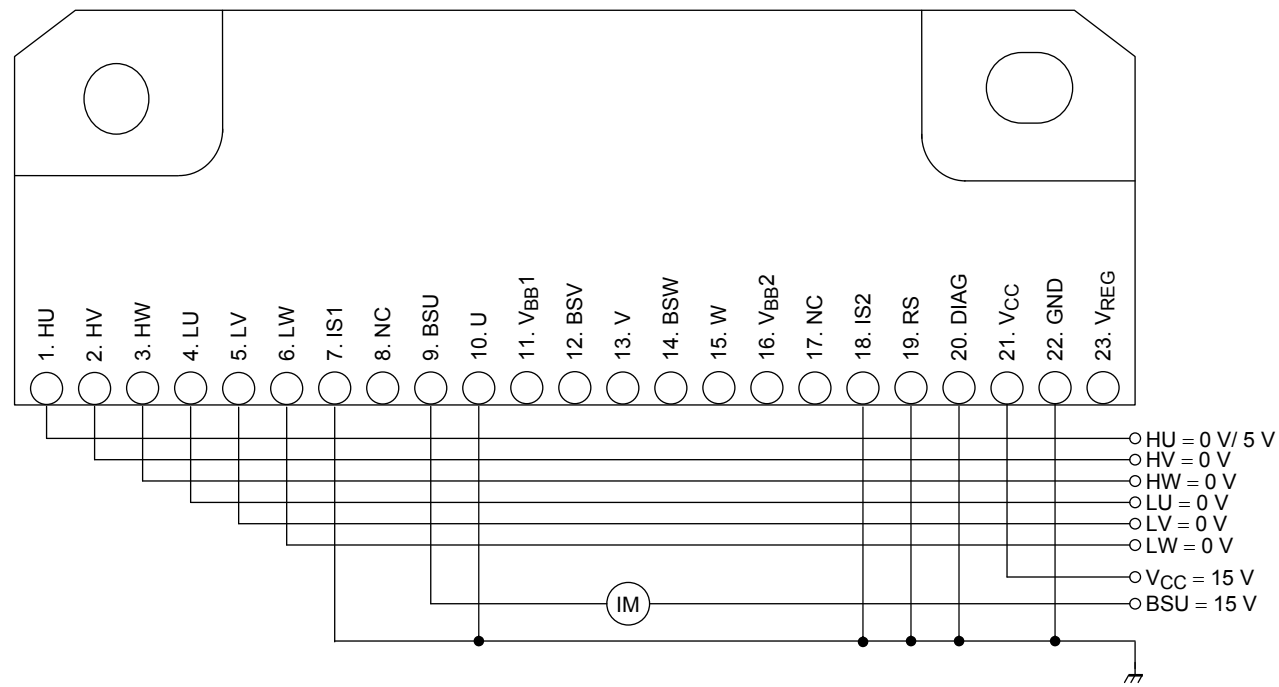 1. HU
2. HV
3. HW
4. LU
5. LV
6. LW
7. IS1
8. NC
9. BSU
10. U
11. VBB1
12. BSV
13. V
14. BSW
15. W
16. VBB2
17. NC
18. IS2
19. RS
20. DIAG
21. VCC
22. GND
23. VREG
HU = 0 V/ 5 V
HV = 0 V
HW = 0 V
LU = 0 V
LV = 0 V
LW = 0 V
VCC = 15 V
IM
BSU = 15 V